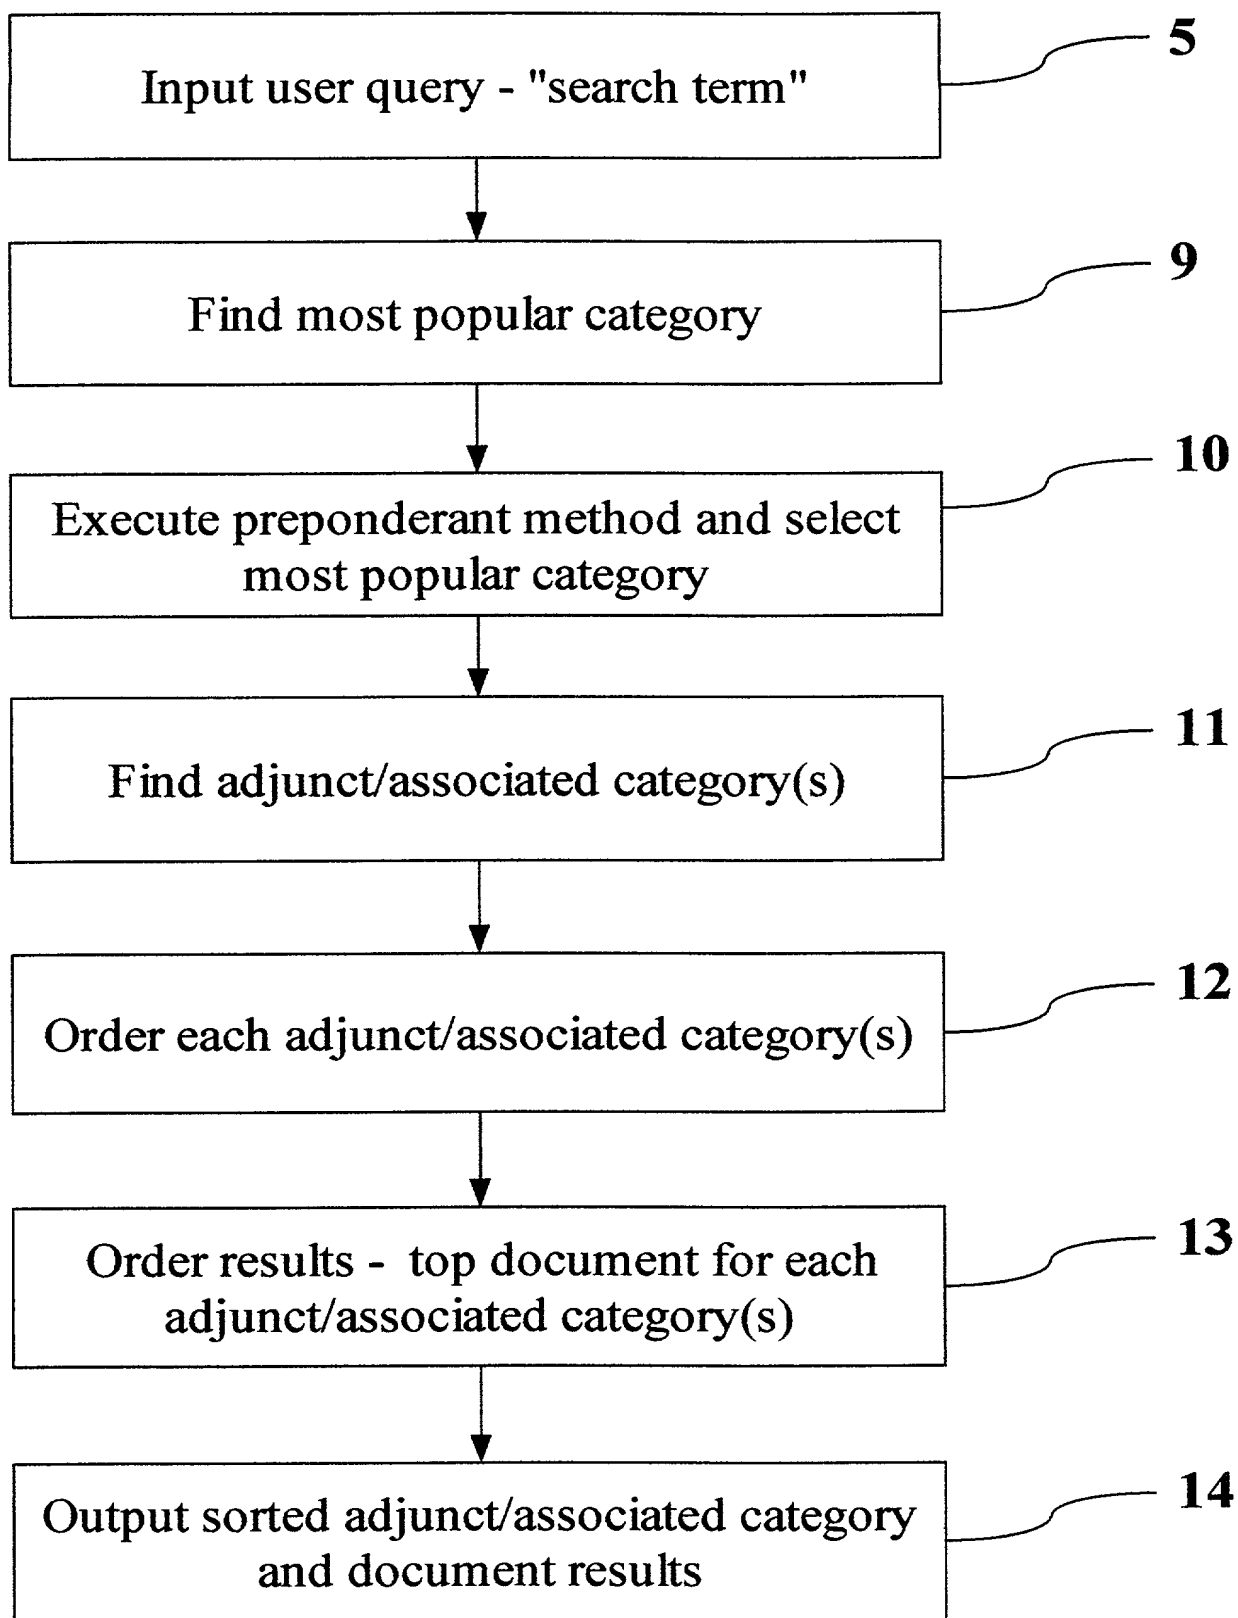 5
Input user query - "search term"
9
Find most popular category
10
Execute preponderant method and select
most popular category
11
Find adjunct/associated category(s)
12
Order each adjunct/associated category(s)
13
Order results - top document for each
adjunct/associated category(s)
14
Output sorted adjunct/associated category
and document results